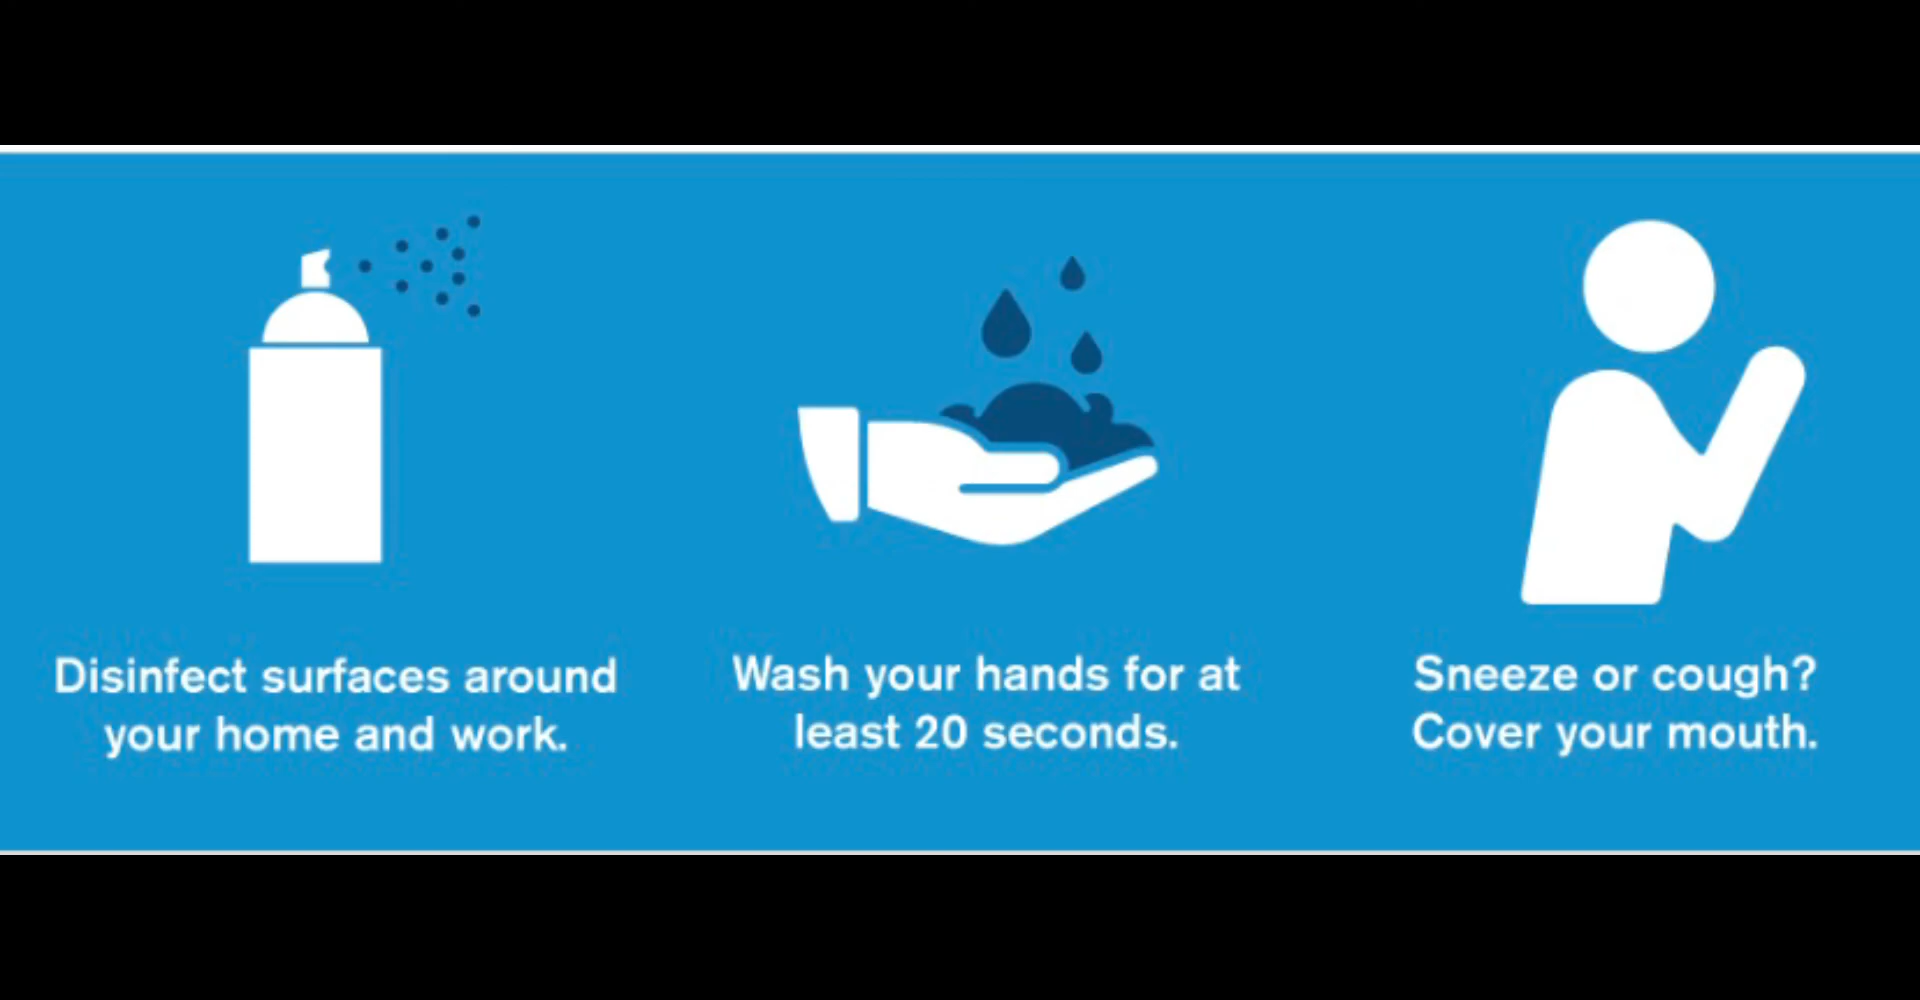 Disinfect surfaces around
your home and work.
Wash your hands for at
least 20 seconds.
Sneeze or cough?
Cover your mouth.